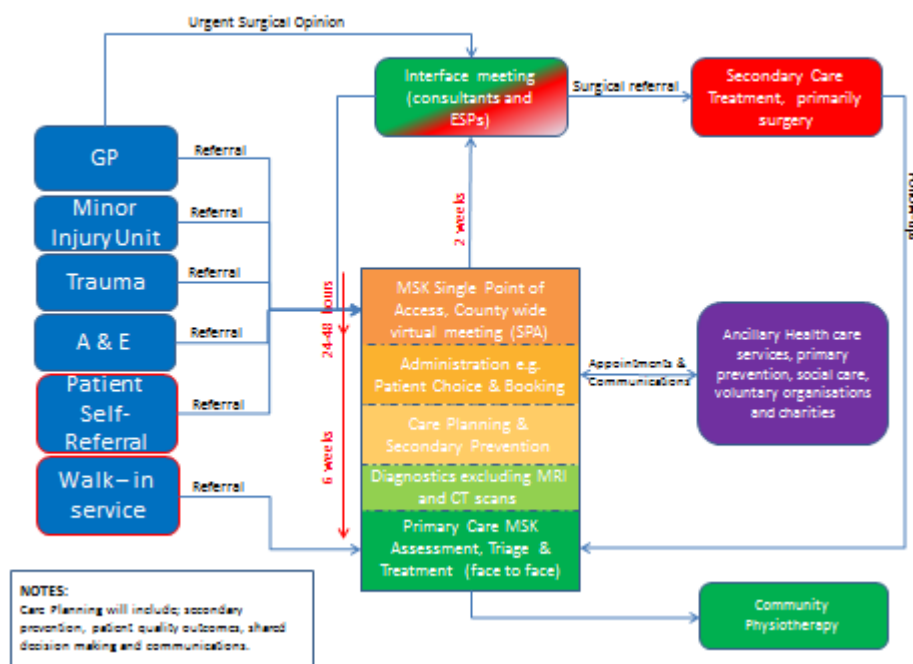 Urgent Surgical Opinion
Interface meeting
(consultants and
ESPs)
Surgical referral
Secondary Care
Treatment, primarily
surgery
GP
Referral
Minor
Injury Unit
Referral
Trauma
Referral
A & E
Referral
Patient
Self-
Referral
Referral
Walk-in
service
Referral
2 weeks
24-48 hours
6 weeks
MSK Single Point of
Access, County wide
virtual meeting (SPA)
Administration e.g.
Patient Choice & Booking
Care Planning &
Secondary Prevention
Diagnostics excluding MRI
and CT scans
Primary Care MSK
Assessment, Triage &
Treatment (face to face)
Appointments &
Communications
Ancillary Health care
services, primary
prevention, social care,
voluntary organisations
and charities
Community
Physiotherapy
NOTES:
Care Planning will include; secondary
prevention, patient quality outcomes, shared
decision making and communications.